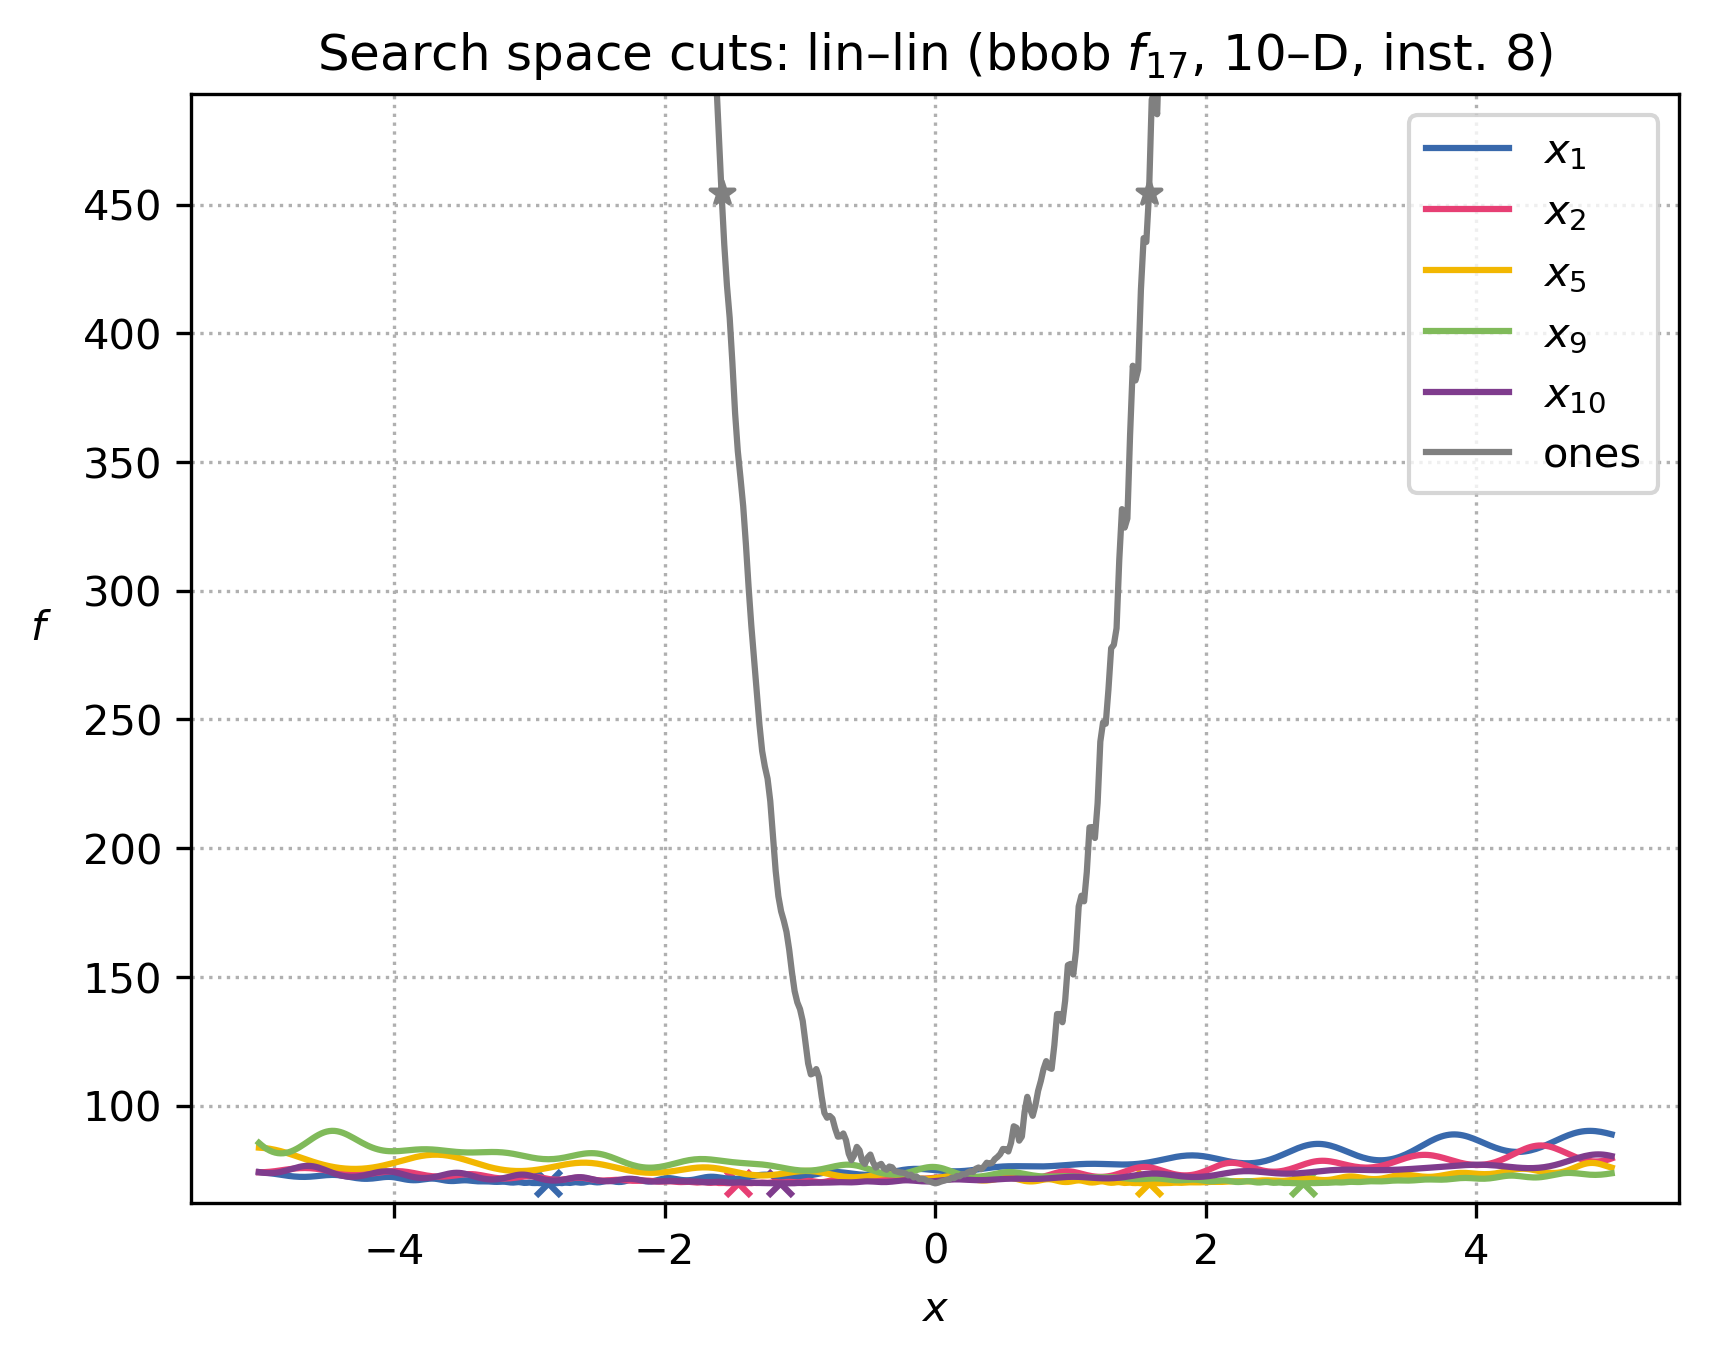 Search space cuts: lin–lin (bbob f₁₇, 10–D, inst. 8)
x₁
x₂
x₅
x₉
x₁₀
ones
450
400
350
300
250
200
150
100
f
−4
−2
0
2
4
x